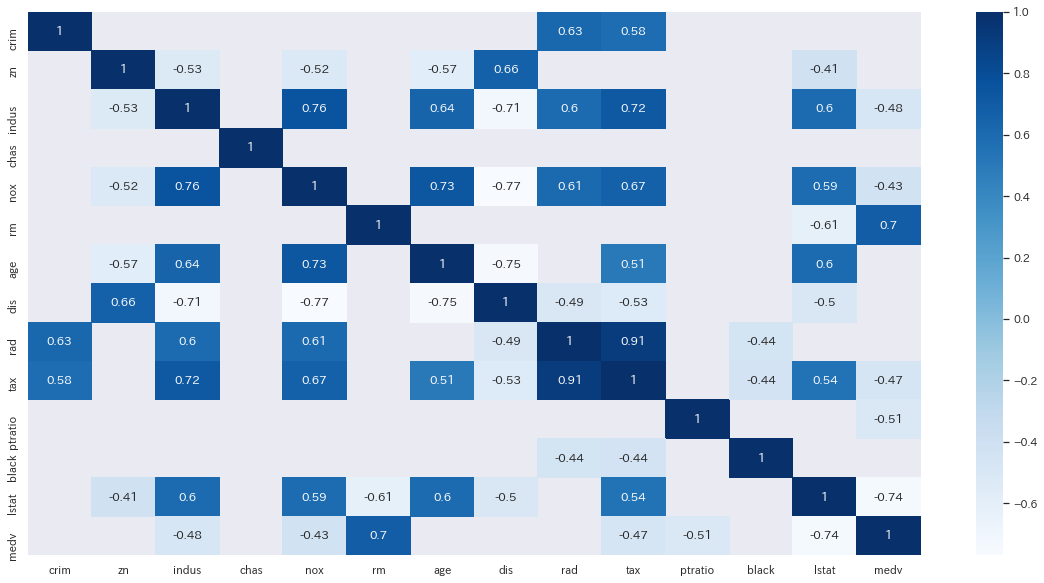 crim 1 0.63 0.58
zn 1 -0.53 -0.52 -0.57 0.66 -0.41
indus -0.53 1 0.76 0.64 -0.71 0.6 0.72 0.6 -0.48
chas 1
nox -0.52 0.76 1 0.73 -0.77 0.61 0.67 0.59 -0.43
rm 1 -0.61 0.7
age -0.57 0.64 0.73 1 -0.75 0.51 0.6
dis 0.66 -0.71 -0.77 -0.75 1 -0.49 -0.53 -0.5
rad 0.63 0.6 0.61 -0.49 1 0.91 -0.44
tax 0.58 0.72 0.67 0.51 -0.53 0.91 1 -0.44 0.54 -0.47
ptratio 1 -0.51
black -0.44 -0.44 1
lstat -0.41 0.6 0.59 -0.61 0.6 -0.5 0.54 1 -0.74
medv -0.48 -0.43 0.7 -0.47 -0.51 -0.74 1
crim zn indus chas nox rm age dis rad tax ptratio black lstat medv
1.0
0.8
0.6
0.4
0.2
0.0
−0.2
−0.4
−0.6